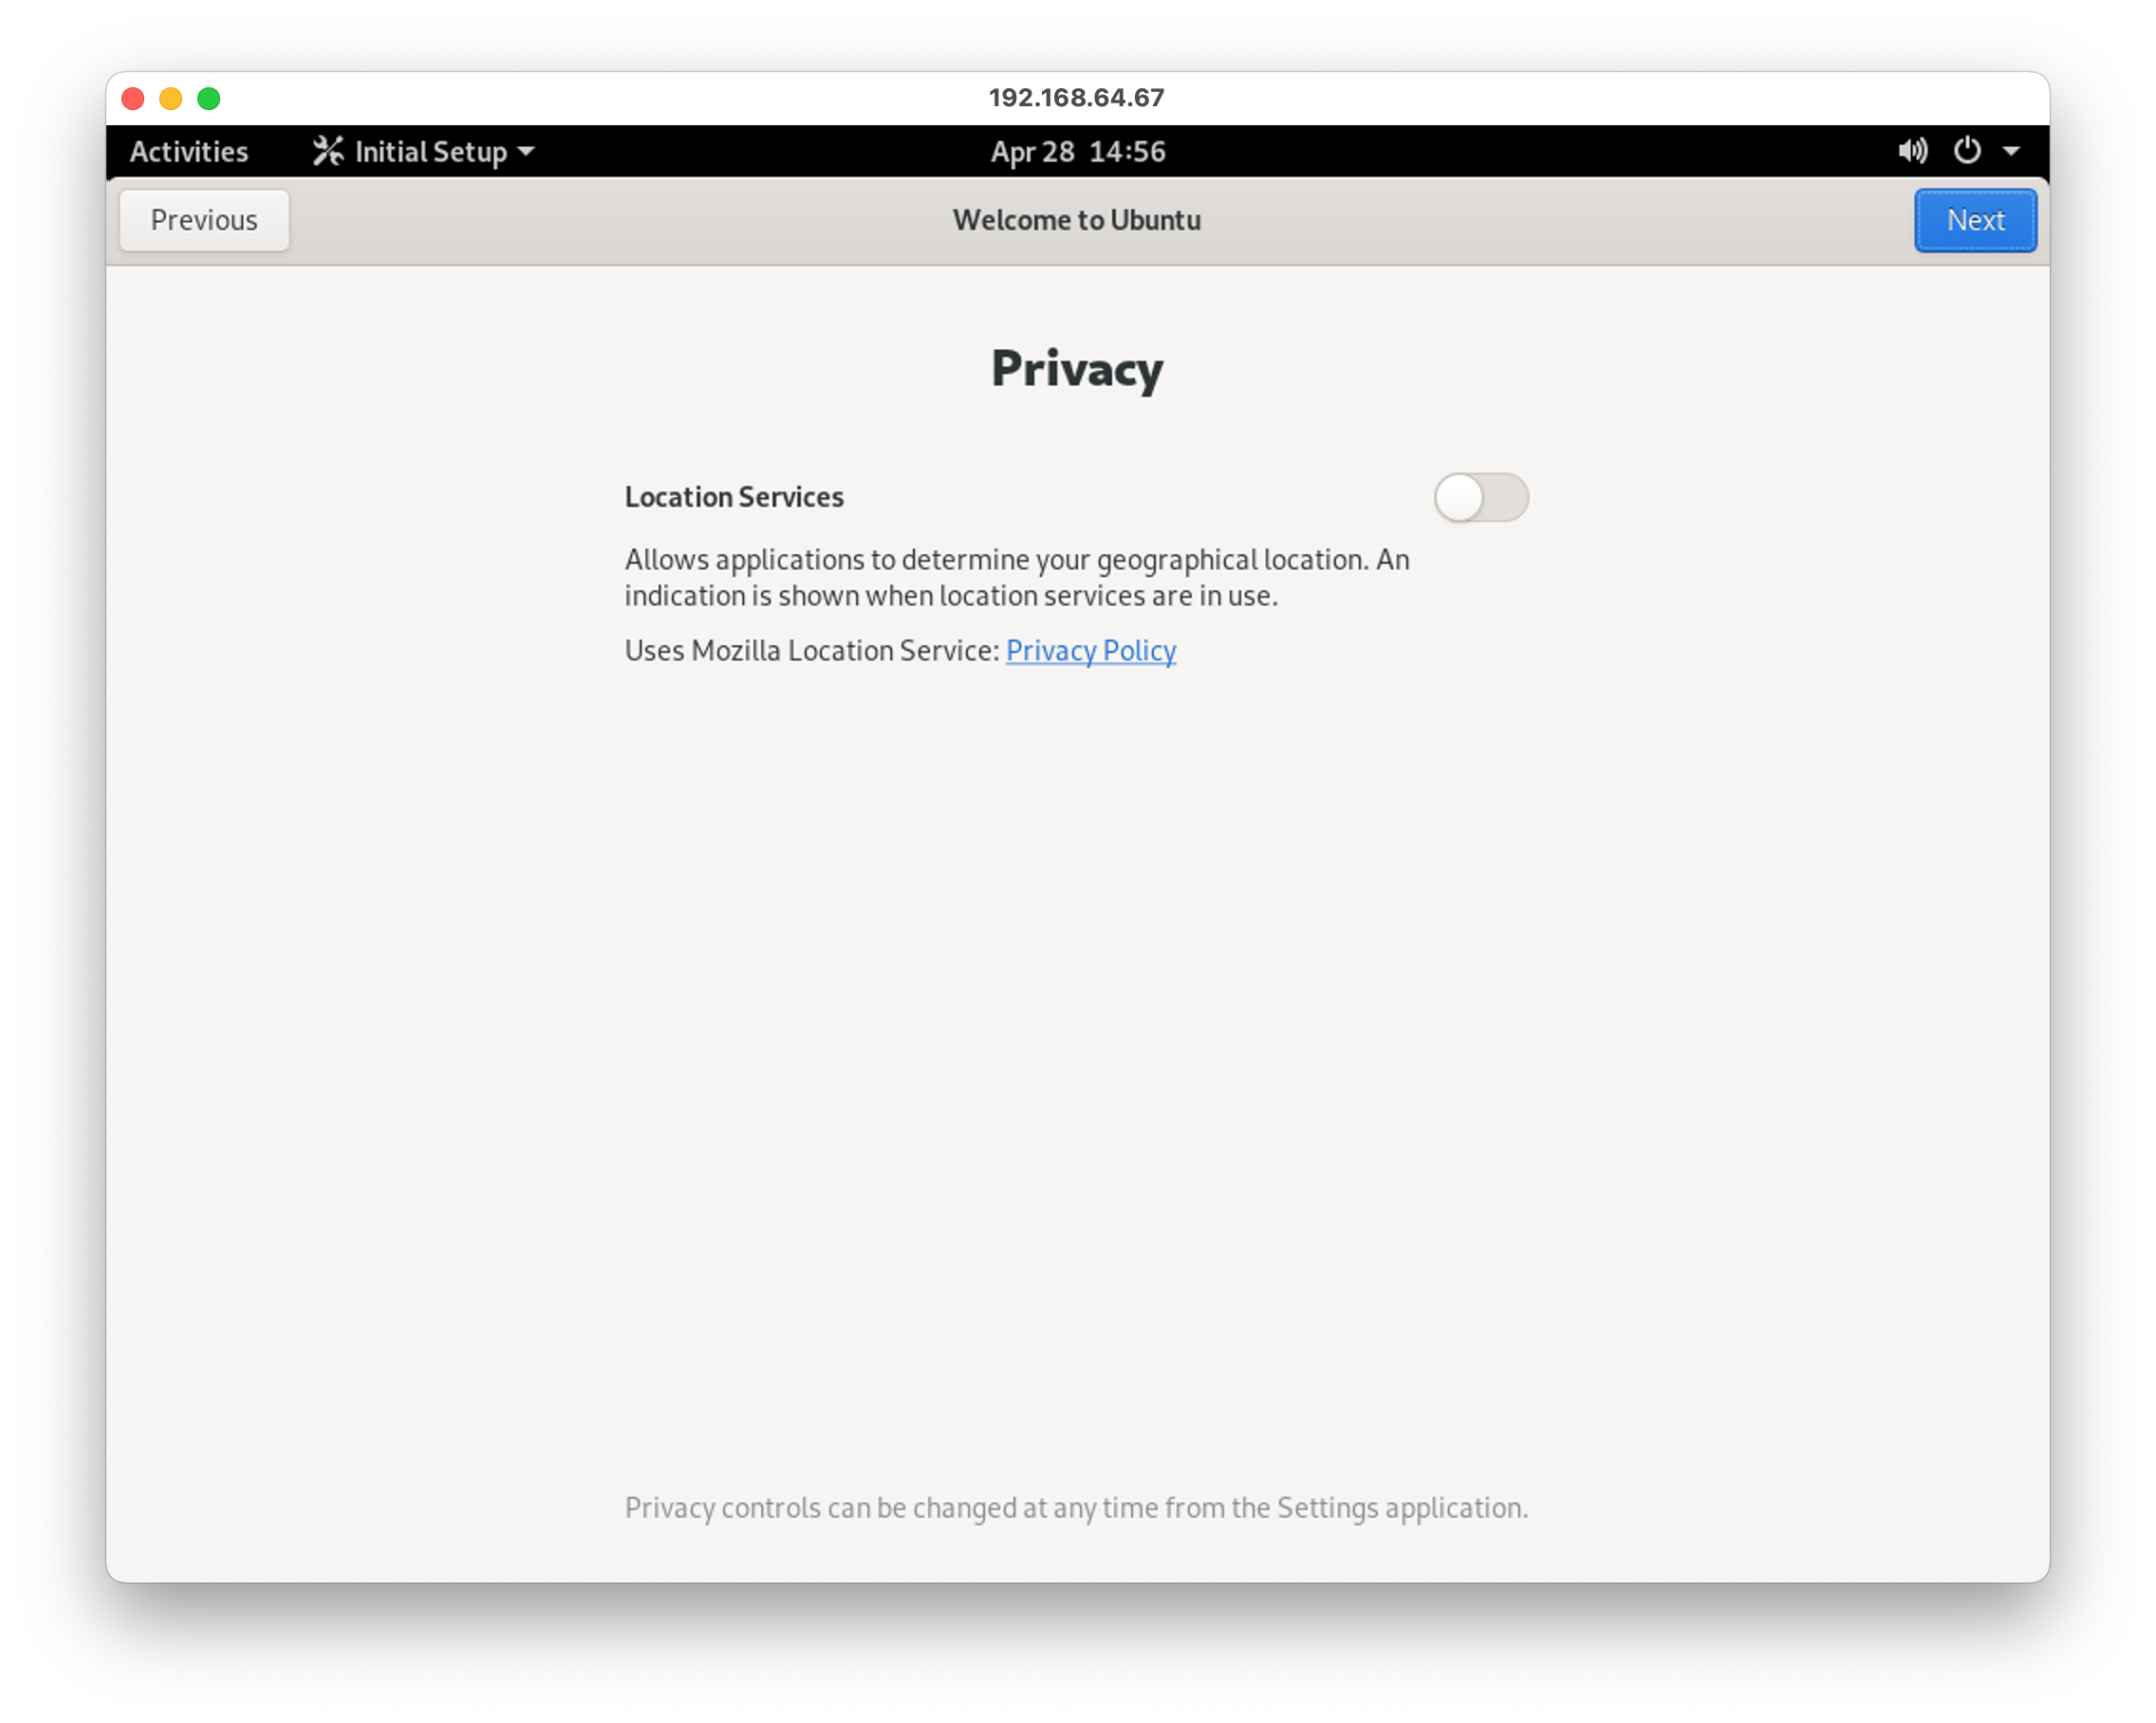 192.168.64.67
Activities Initial Setup Apr 28 14:56
Previous Welcome to Ubuntu Next
Privacy
Location Services
Allows applications to determine your geographical location. An
indication is shown when location services are in use.
Uses Mozilla Location Service: Privacy Policy
Privacy controls can be changed at any time from the Settings application.